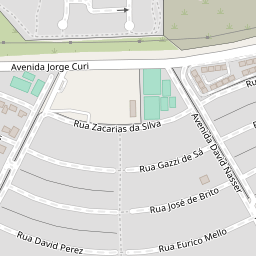 Avenida Jorge Curi
Rua Zacarias da Silva
Avenida David Nasser
Rua Gazzi de Sá
Rua José de Brito
Rua David Perez
Rua Eurico Mello